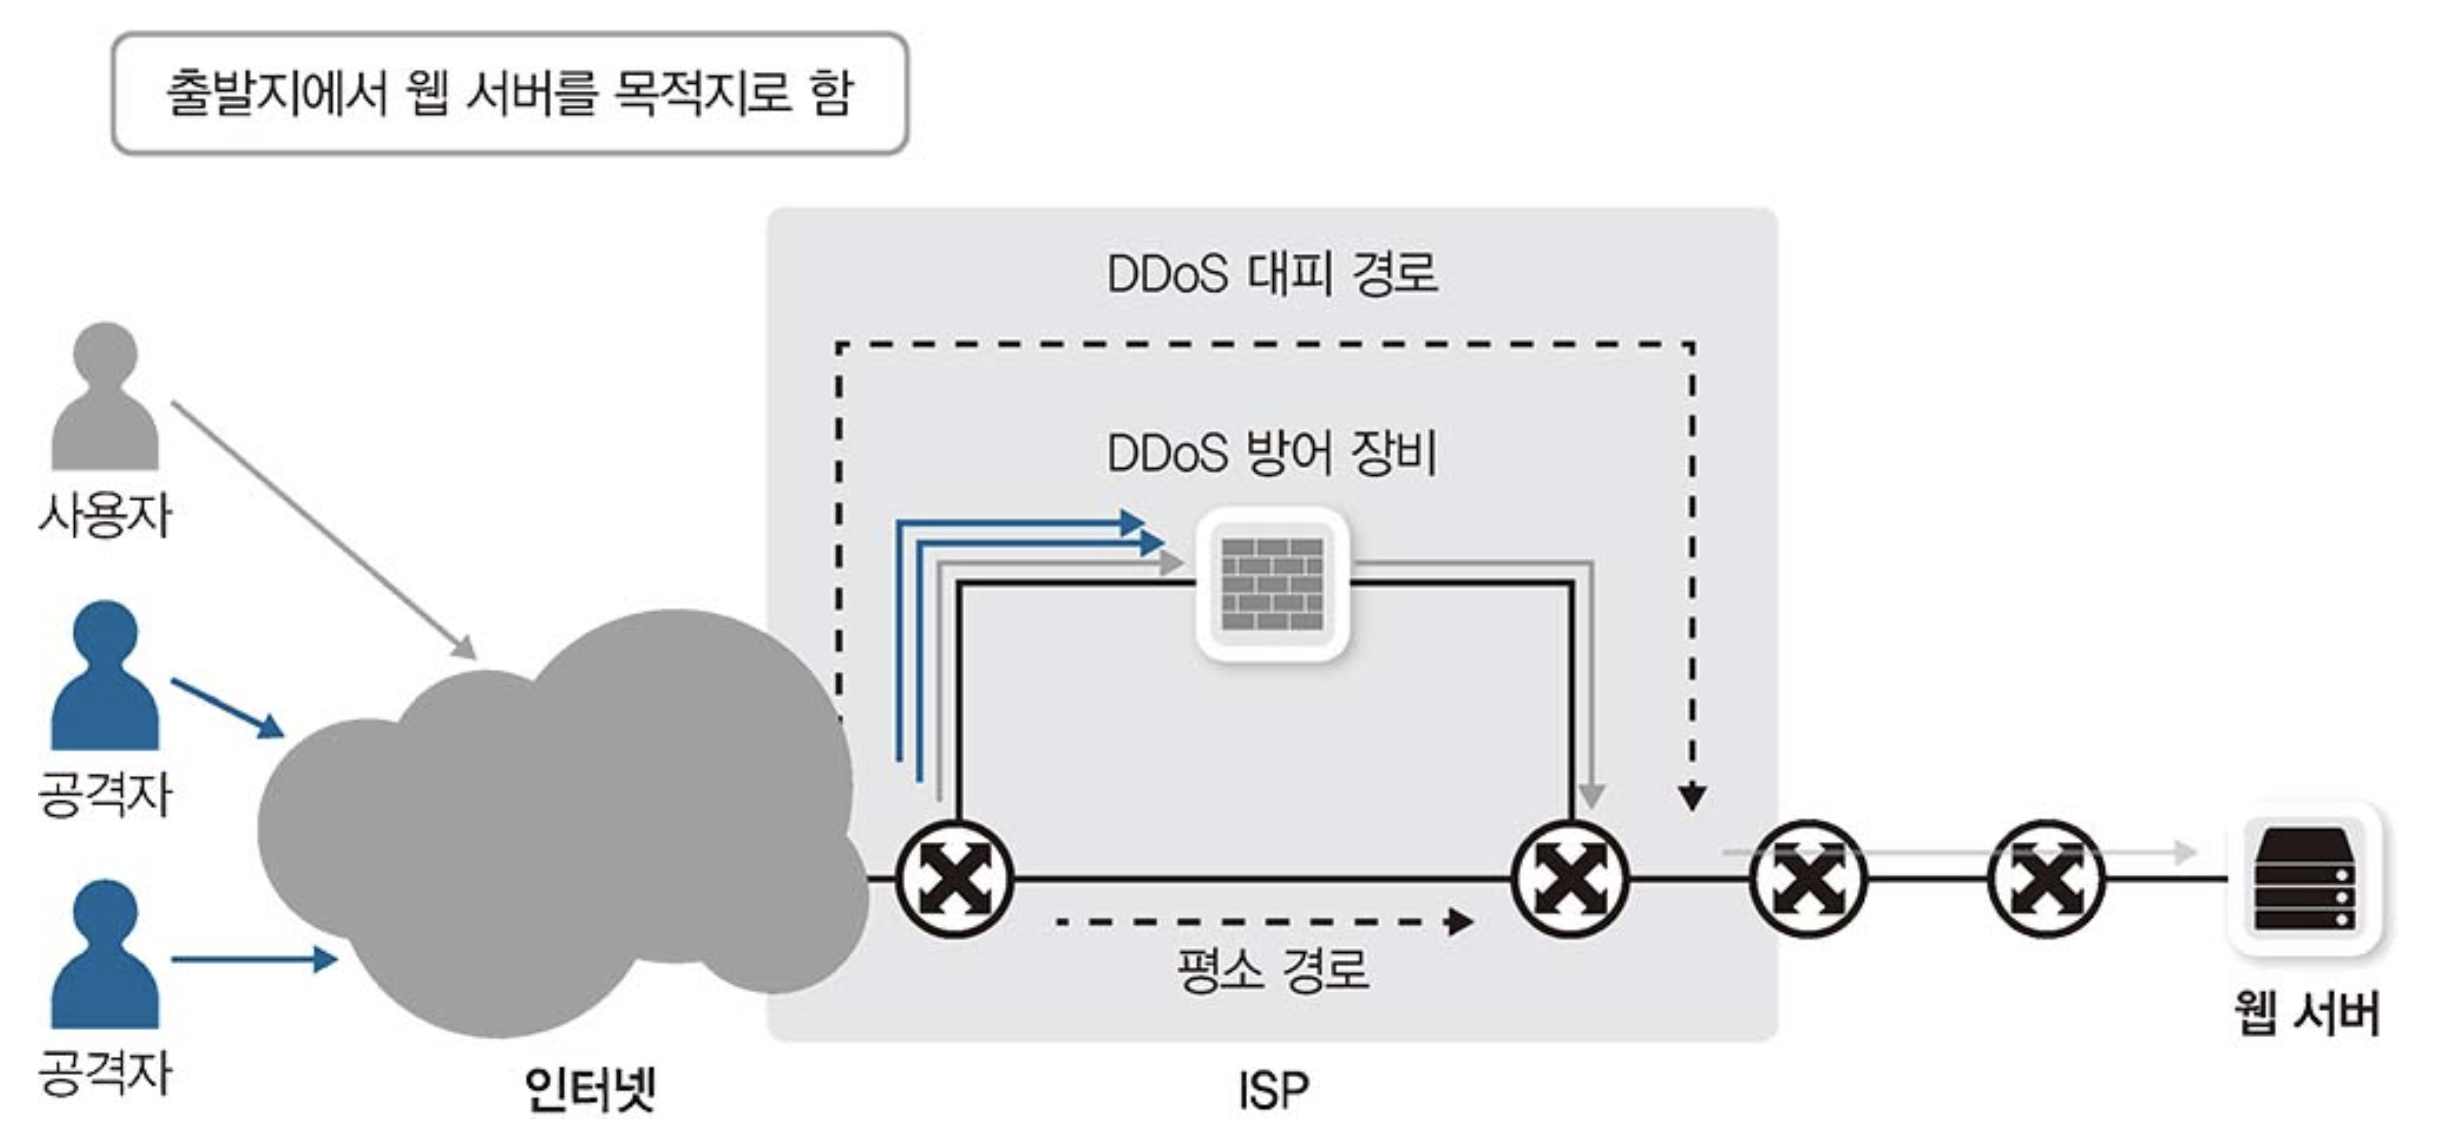 출발지에서 웹 서버를 목적지로 함
DDoS 대피 경로
DDoS 방어 장비
사용자
공격자
공격자
평소 경로
인터넷
ISP
웹 서버